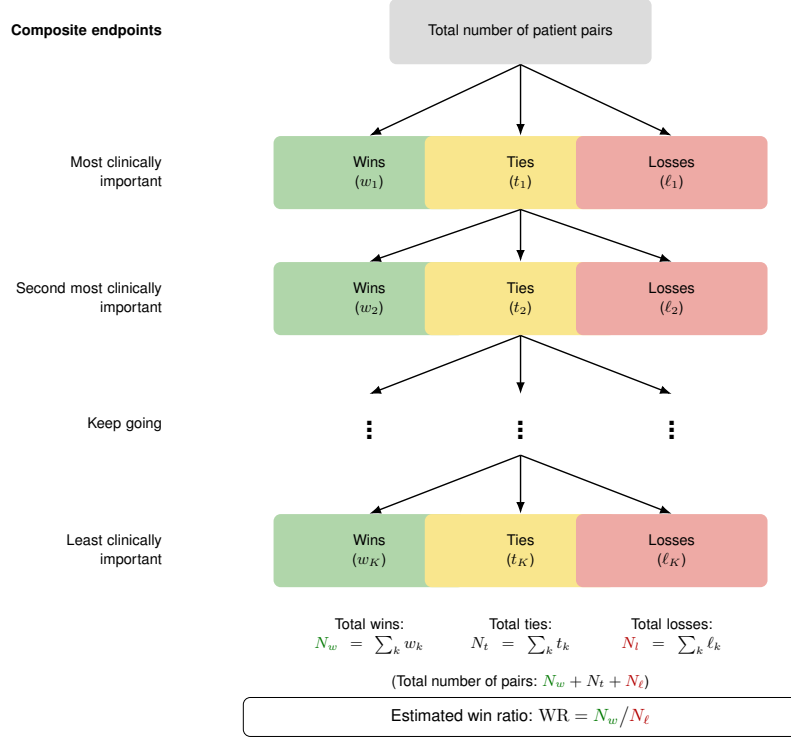 Composite endpoints
Total number of patient pairs
Most clinically
important
Wins
(w₁)
Ties
(t₁)
Losses
(ℓ₁)
Second most clinically
important
Wins
(w₂)
Ties
(t₂)
Losses
(ℓ₂)
Keep going
⋮ ⋮ ⋮
Least clinically
important
Wins
(w_K)
Ties
(t_K)
Losses
(ℓ_K)
Total wins:
N_w = ∑_k w_k
Total ties:
N_t = ∑_k t_k
Total losses:
N_l = ∑_k ℓ_k
(Total number of pairs: N_w + N_t + N_ℓ)
Estimated win ratio: WR = N_w/N_ℓ